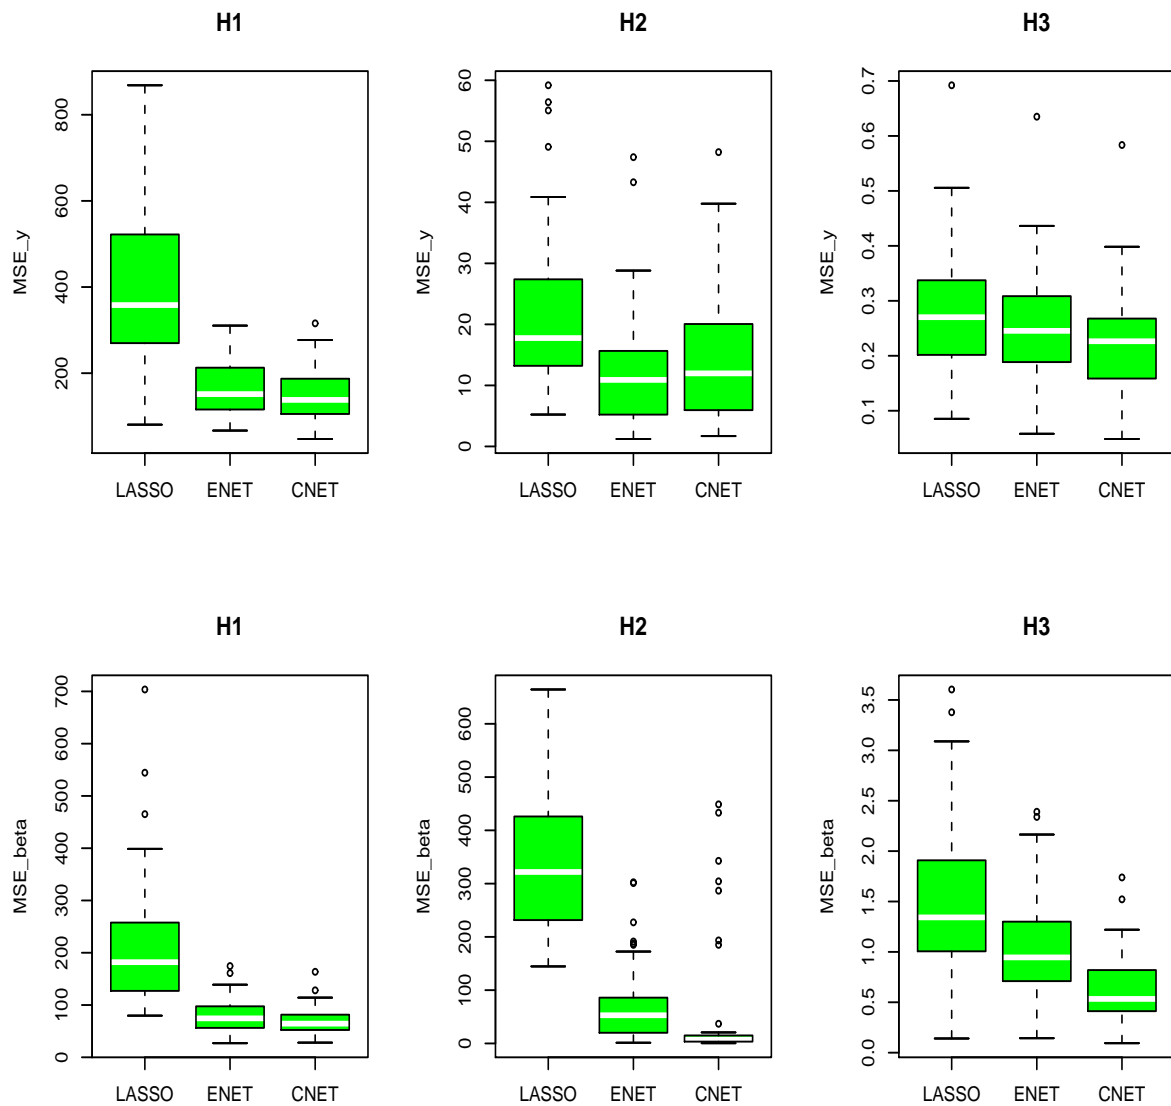 H1
MSE_y
800
600
400
200
LASSO ENET CNET
H2
MSE_y
60
50
40
30
20
10
0
LASSO ENET CNET
H3
MSE_y
0.7
0.6
0.5
0.4
0.3
0.2
0.1
LASSO ENET CNET
H1
MSE_beta
700
600
500
400
300
200
100
0
LASSO ENET CNET
H2
MSE_beta
600
500
400
300
200
100
0
LASSO ENET CNET
H3
MSE_beta
3.5
3.0
2.5
2.0
1.5
1.0
0.5
0.0
LASSO ENET CNET